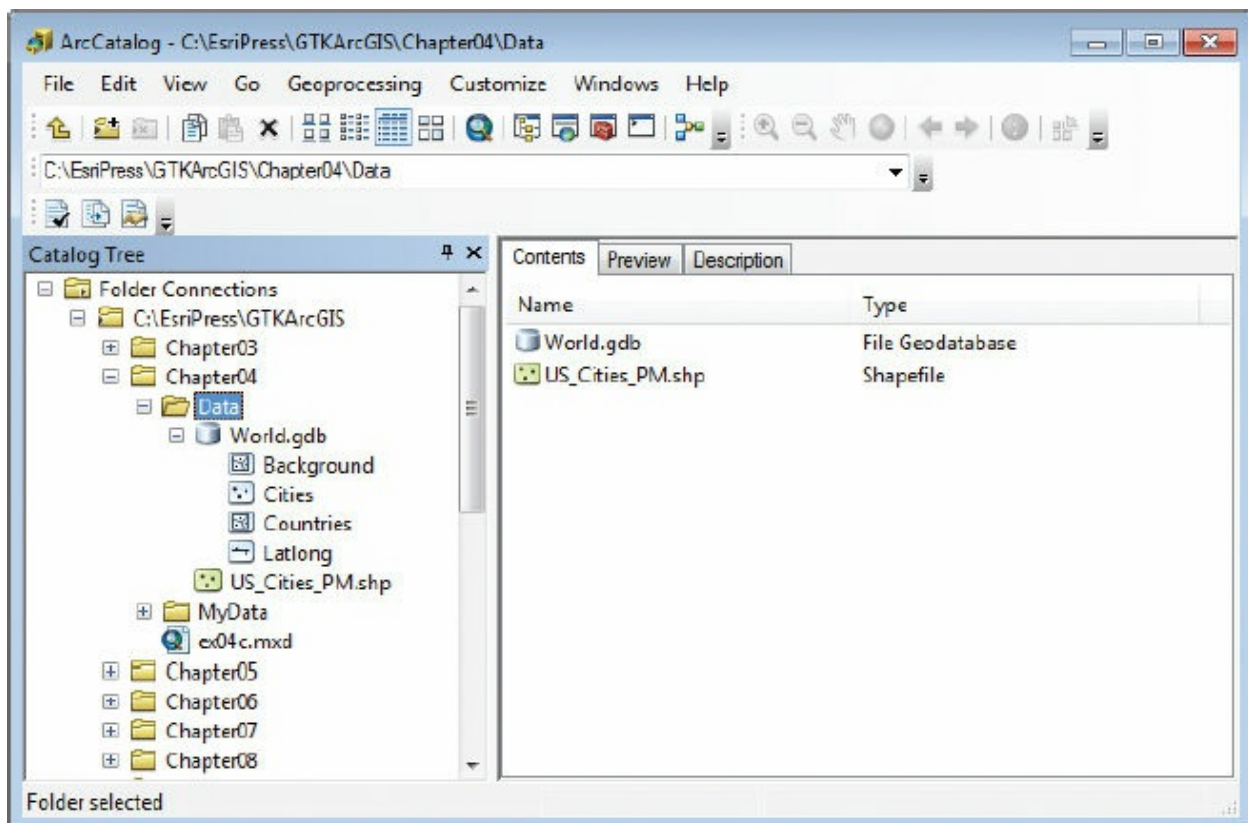 ArcCatalog - C:\EsriPress\GTKArcGIS\Chapter04\Data
File Edit View Go Geoprocessing Customize Windows Help
C:\EsriPress\GTKArcGIS\Chapter04\Data
Catalog Tree
Folder Connections
C:\EsriPress\GTKArcGIS
Chapter03
Chapter04
Data
World.gdb
Background
Cities
Countries
Latlong
US_Cities_PM.shp
MyData
ex04c.mxd
Chapter05
Chapter06
Chapter07
Chapter08
Contents Preview Description
Name Type
World.gdb File Geodatabase
US_Cities_PM.shp Shapefile
Folder selected